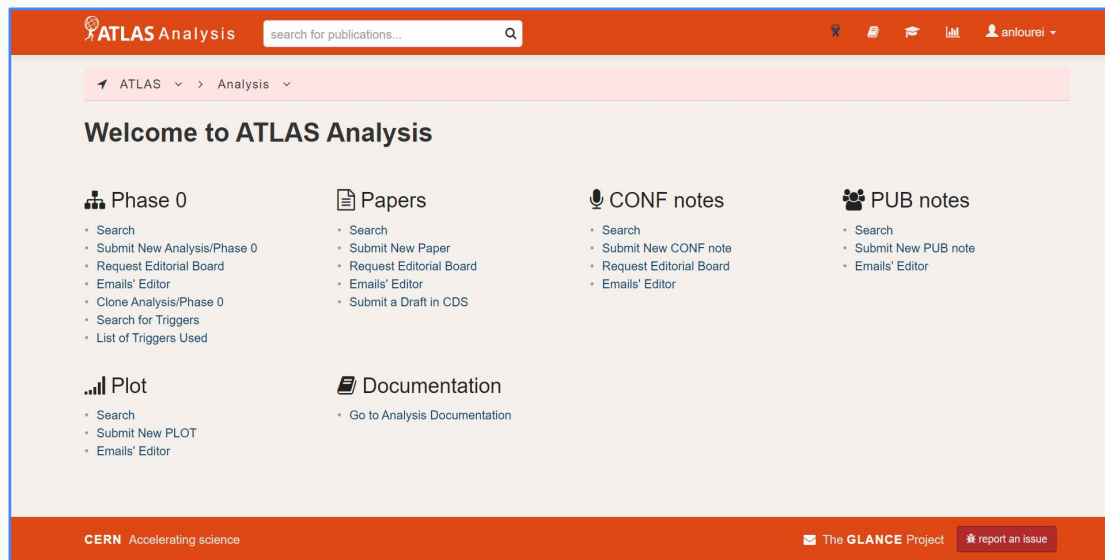 ATLAS Analysis
search for publications...
anlourei
ATLAS > Analysis
Welcome to ATLAS Analysis
Phase 0
Search
Submit New Analysis/Phase 0
Request Editorial Board
Emails' Editor
Clone Analysis/Phase 0
Search for Triggers
List of Triggers Used
Papers
Search
Submit New Paper
Request Editorial Board
Emails' Editor
Submit a Draft in CDS
CONF notes
Search
Submit New CONF note
Request Editorial Board
Emails' Editor
PUB notes
Search
Submit New PUB note
Emails' Editor
Plot
Search
Submit New PLOT
Emails' Editor
Documentation
Go to Analysis Documentation
CERN Accelerating science
The GLANCE Project
report an issue